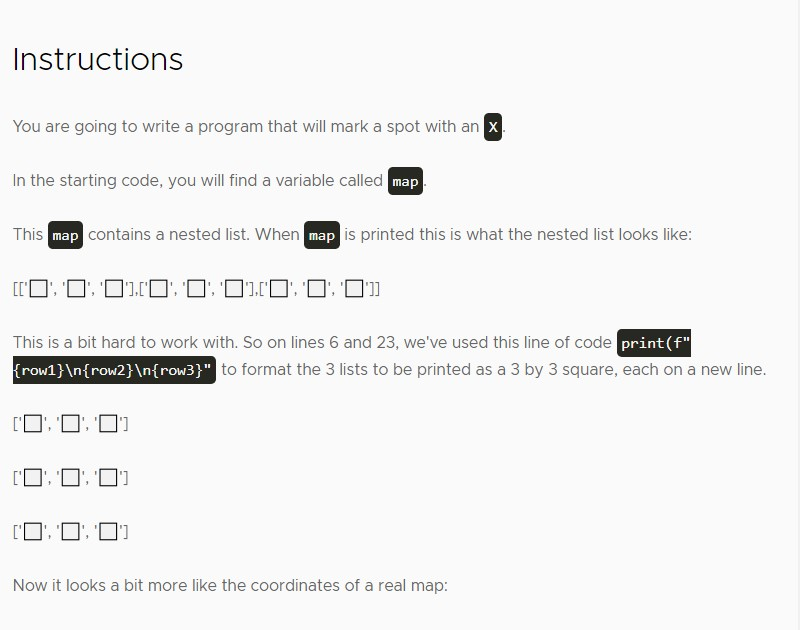 Instructions
You are going to write a program that will mark a spot with an X.
In the starting code, you will find a variable called map.
This map contains a nested list. When map is printed this is what the nested list looks like:
[['⬜', '⬜', '⬜'],['⬜', '⬜', '⬜'],['⬜', '⬜', '⬜']]
This is a bit hard to work with. So on lines 6 and 23, we've used this line of code print(f"
{row1}\n{row2}\n{row3}" to format the 3 lists to be printed as a 3 by 3 square, each on a new line.
['⬜', '⬜', '⬜']
['⬜', '⬜', '⬜']
['⬜', '⬜', '⬜']
Now it looks a bit more like the coordinates of a real map: